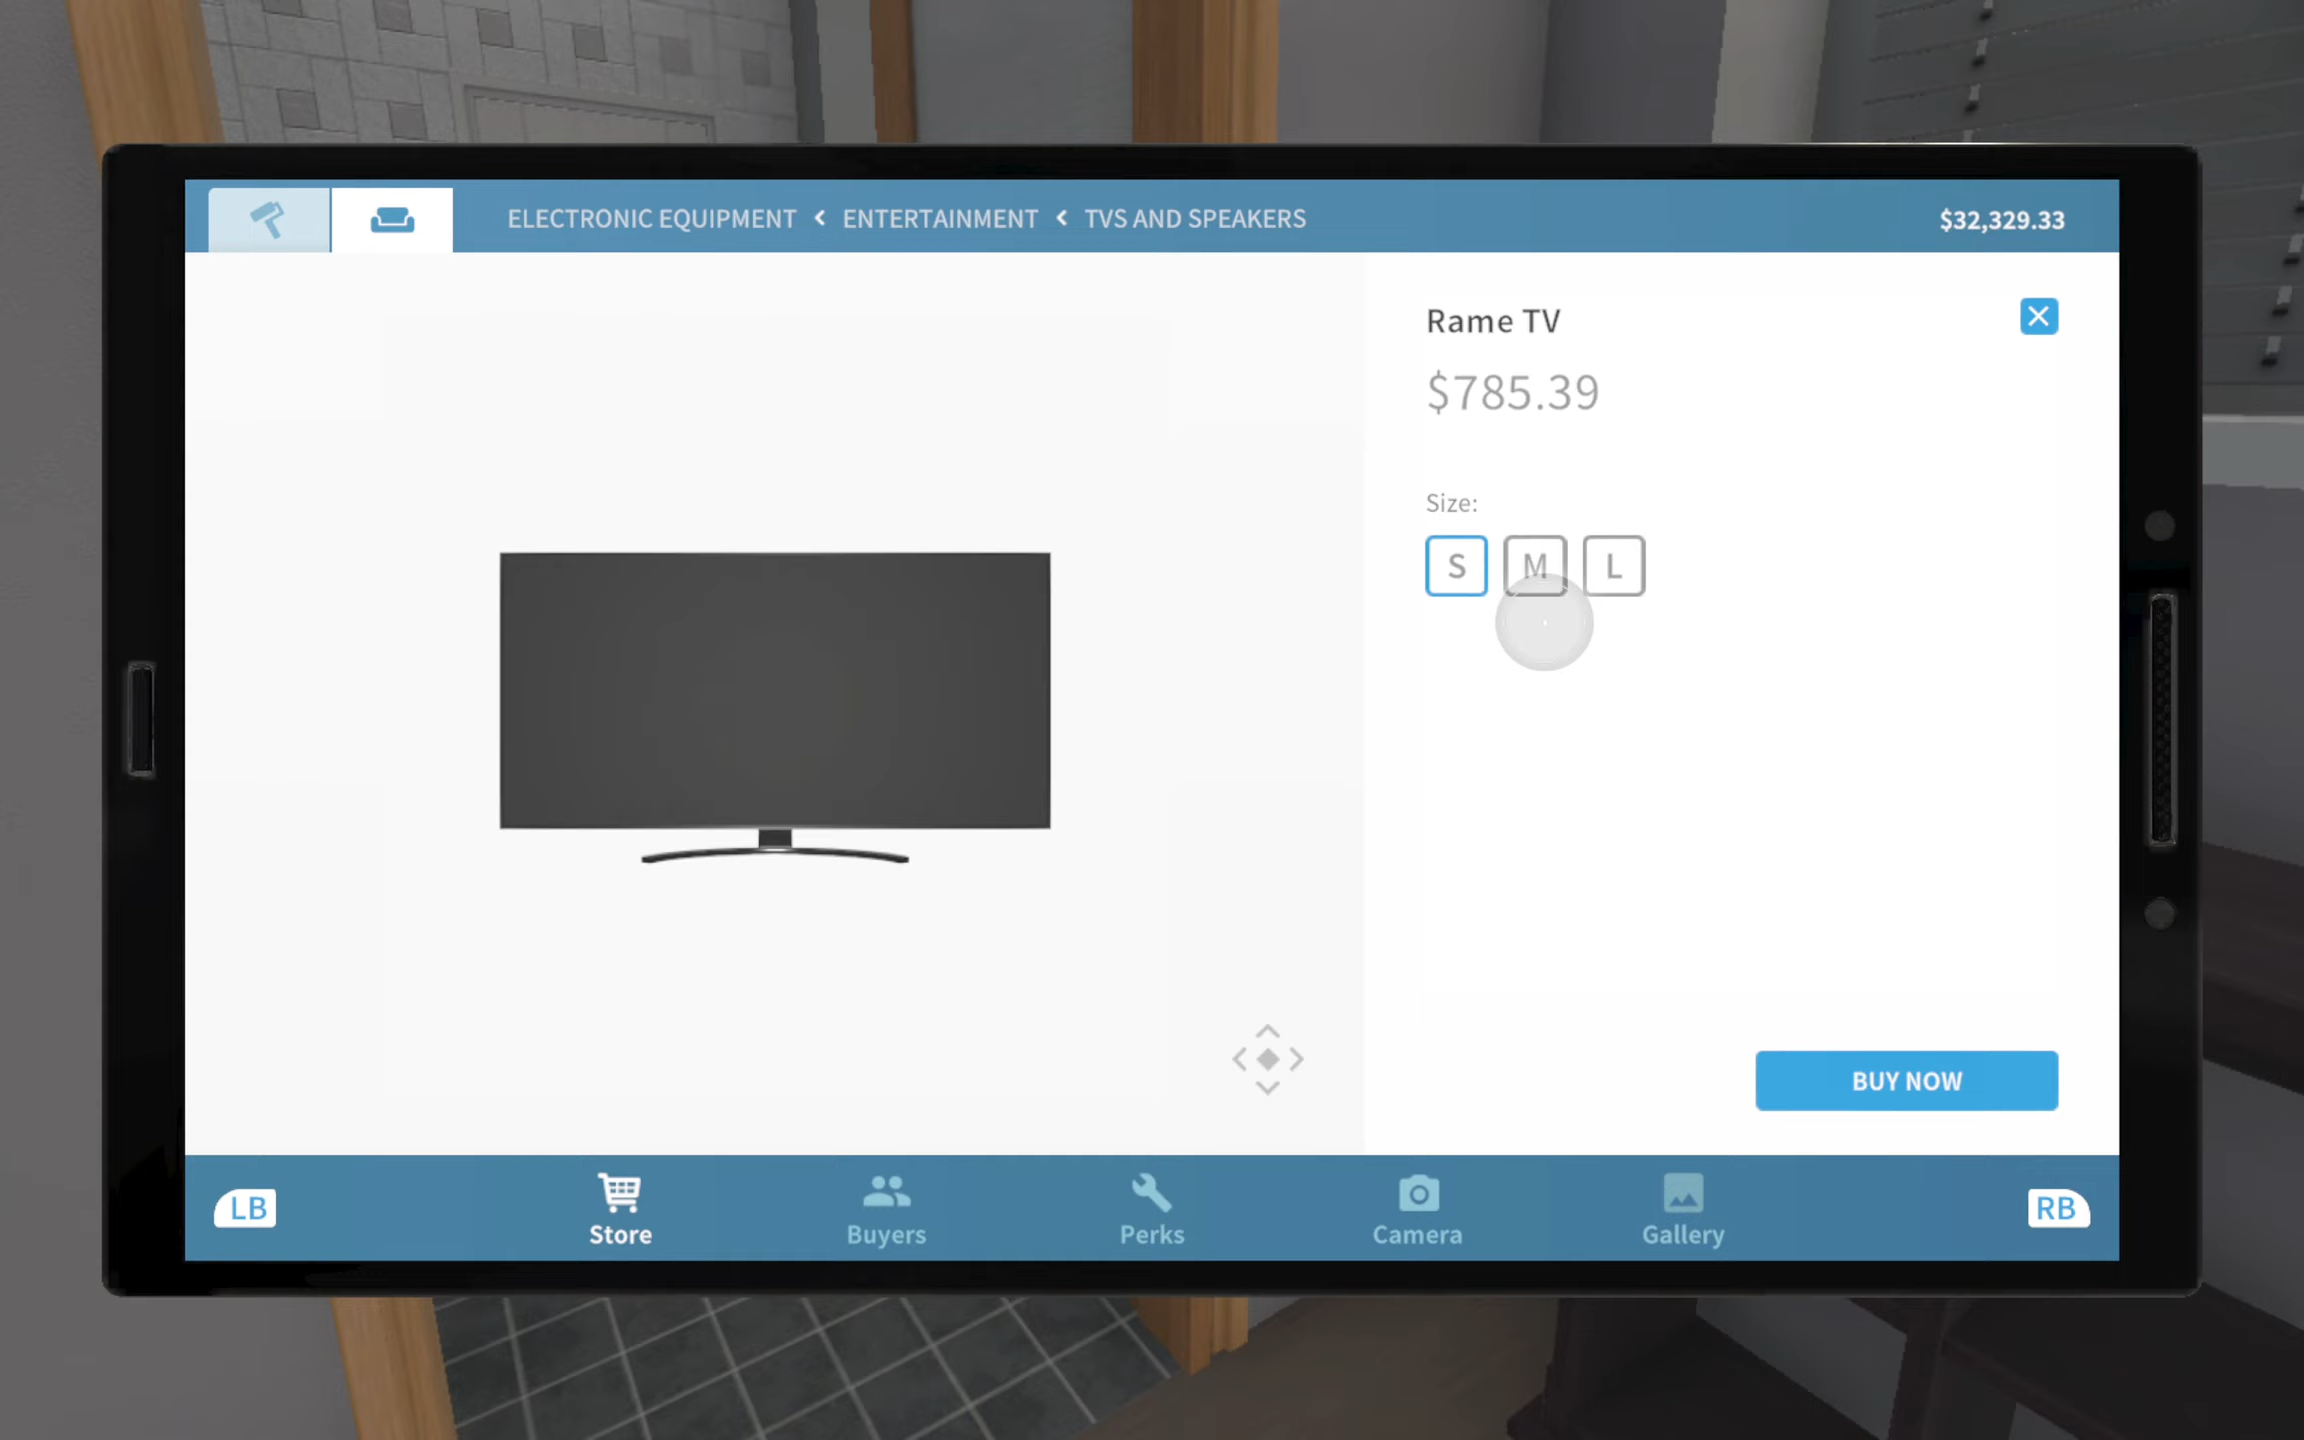 ELECTRONIC EQUIPMENT < ENTERTAINMENT < TVS AND SPEAKERS
$32,329.33
Rame TV
$785.39
Size:
S M L
BUY NOW
LB
Store
Buyers
Perks
Camera
Gallery
RB